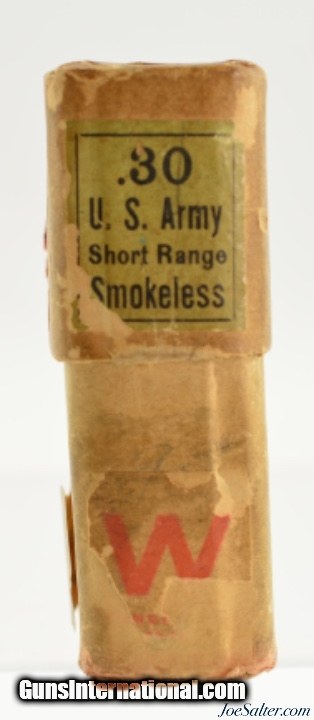 .30
U. S. Army
Short Range
Smokeless
W
GunsInternational.com
JoeSalter.com